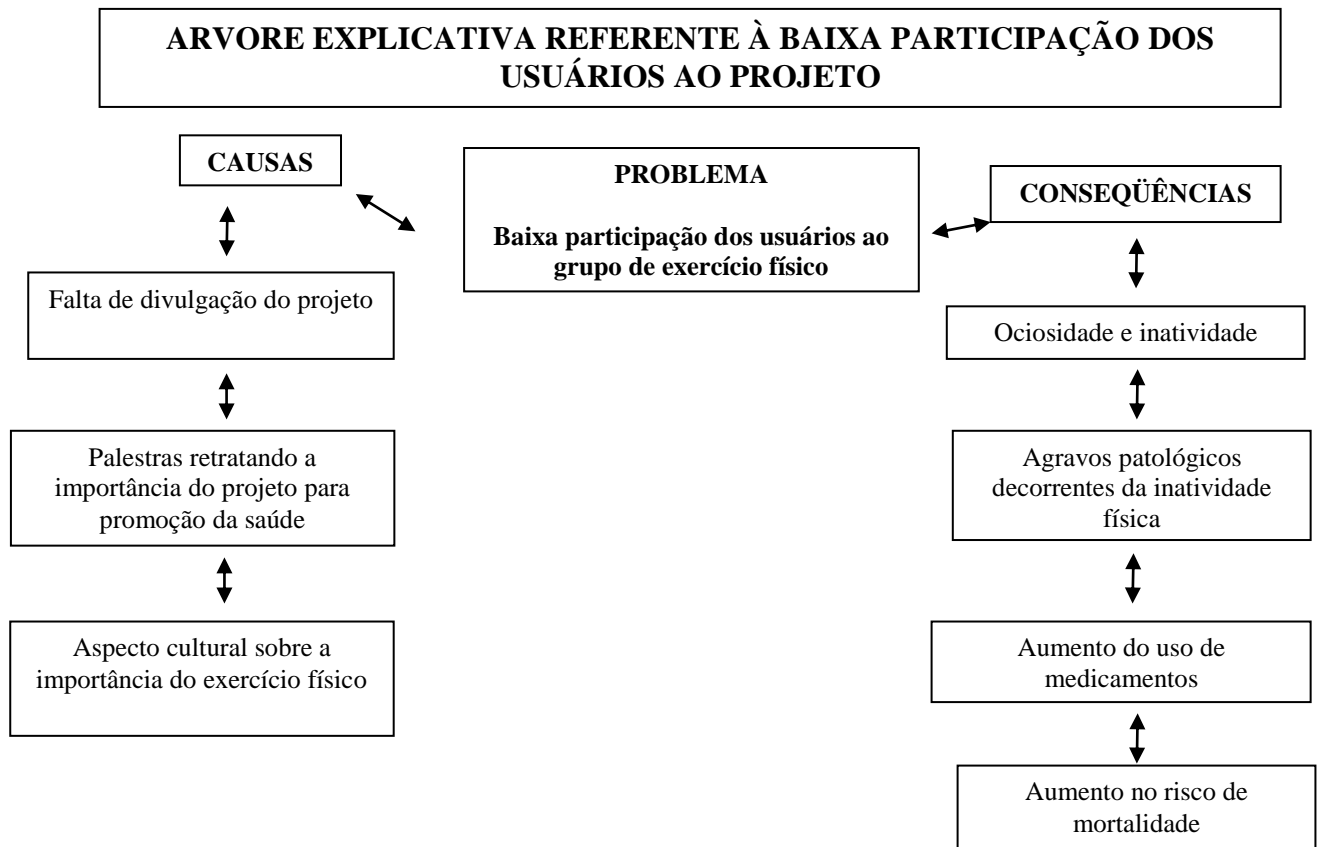 ARVORE EXPLICATIVA REFERENTE À BAIXA PARTICIPAÇÃO DOS
USUÁRIOS AO PROJETO
CAUSAS
Falta de divulgação do projeto
Palestras retratando a
importância do projeto para
promoção da saúde
Aspecto cultural sobre a
importância do exercício físico
PROBLEMA
Baixa participação dos usuários ao
grupo de exercício físico
CONSEQÜÊNCIAS
Ociosidade e inatividade
Agravos patológicos
decorrentes da inatividade
física
Aumento do uso de
medicamentos
Aumento no risco de
mortalidade